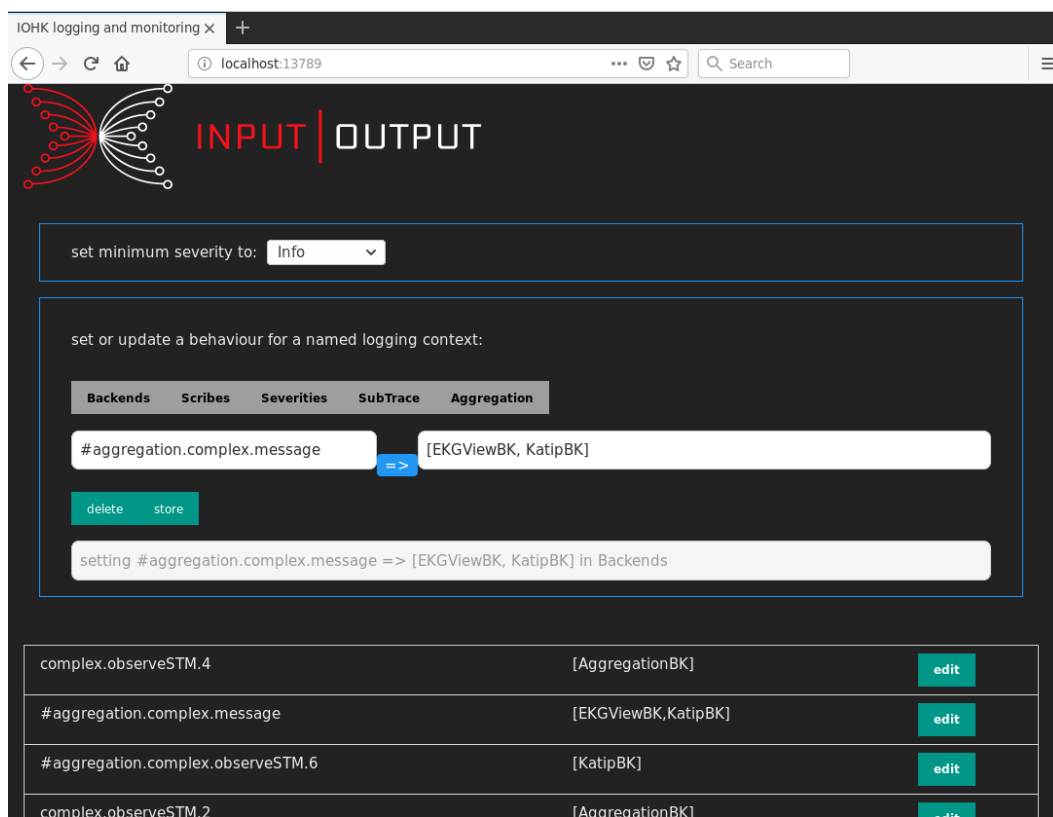 IOHK logging and monitoring
localhost:13789
Search
INPUT OUTPUT
set minimum severity to: Info
set or update a behaviour for a named logging context:
Backends Scribes Severities SubTrace Aggregation
#aggregation.complex.message => [EKGViewBK, KatipBK]
delete store
setting #aggregation.complex.message => [EKGViewBK, KatipBK] in Backends
complex.observeSTM.4 [AggregationBK] edit
#aggregation.complex.message [EKGViewBK,KatipBK] edit
#aggregation.complex.observeSTM.6 [KatipBK] edit
complex.observeSTM.2 [AggregationBK] edit